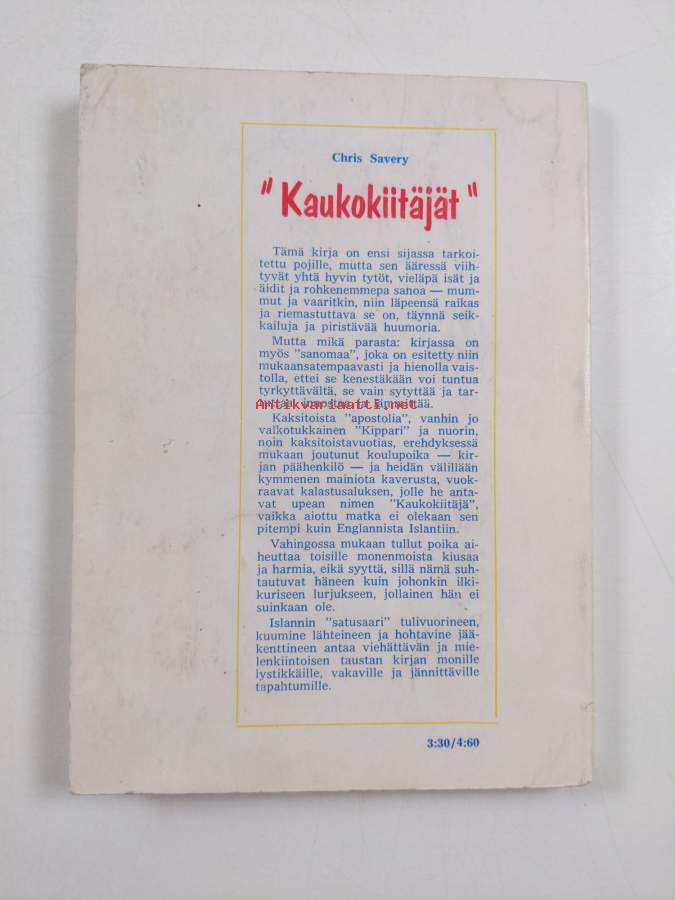 Chris Savery
"Kaukokiitäjät"
Tämä kirja on ensi sijassa tarkoi-
tettu pojille, mutta sen ääressä viih-
tyvät yhtä hyvin tytöt, vieläpä isät ja
äidit ja rohkenemmepa sanoa — mum-
mut ja vaaritkin, niin läpeensä raikas
ja riemastuttava se on, täynnä seik-
kailuja ja piristävää huumoria.
Mutta mikä parasta: kirjassa on
myös "sanomaa", joka on esitetty niin
mukaansatempaavasti ja hienolla vais-
tolla, ettei se kenestäkään voi tuntua
tyrkyttävältä, se vain sytyttää ja tar-
Antikvariaatti.net
Kaksitoista "apostolia", vanhin jo
valkotukkainen "Kippari" ja nuorin,
noin kaksitoistavuotias, erehdyksessä
mukaan joutunut koulupoika — kir-
jan päähenkilö — ja heidän välillään
kymmenen mainiota kaverusta, vuok-
raavat kalastusaluksen, jolle he anta-
vat upean nimen "Kaukokiitäjä",
vaikka aiottu matka ei olekaan sen
pitempi kuin Englannista Islantiin.
Vahingossa mukaan tullut poika ai-
heuttaa toisille monenmoista kiusaa
ja harmia, eikä syyttä, sillä nämä suh-
tautuvat häneen kuin johonkin ilki-
kuriseen lurjukseen, jollainen hän ei
suinkaan ole.
Islannin "satusaari" tulivuorineen,
kuumine lähteineen ja hohtavine jää-
kenttineen antaa viehättävän ja mie-
lenkiintoisen taustan kirjan monille
lystikkäille, vakaville ja jännittäville
tapahtumille.
3:30/4:60